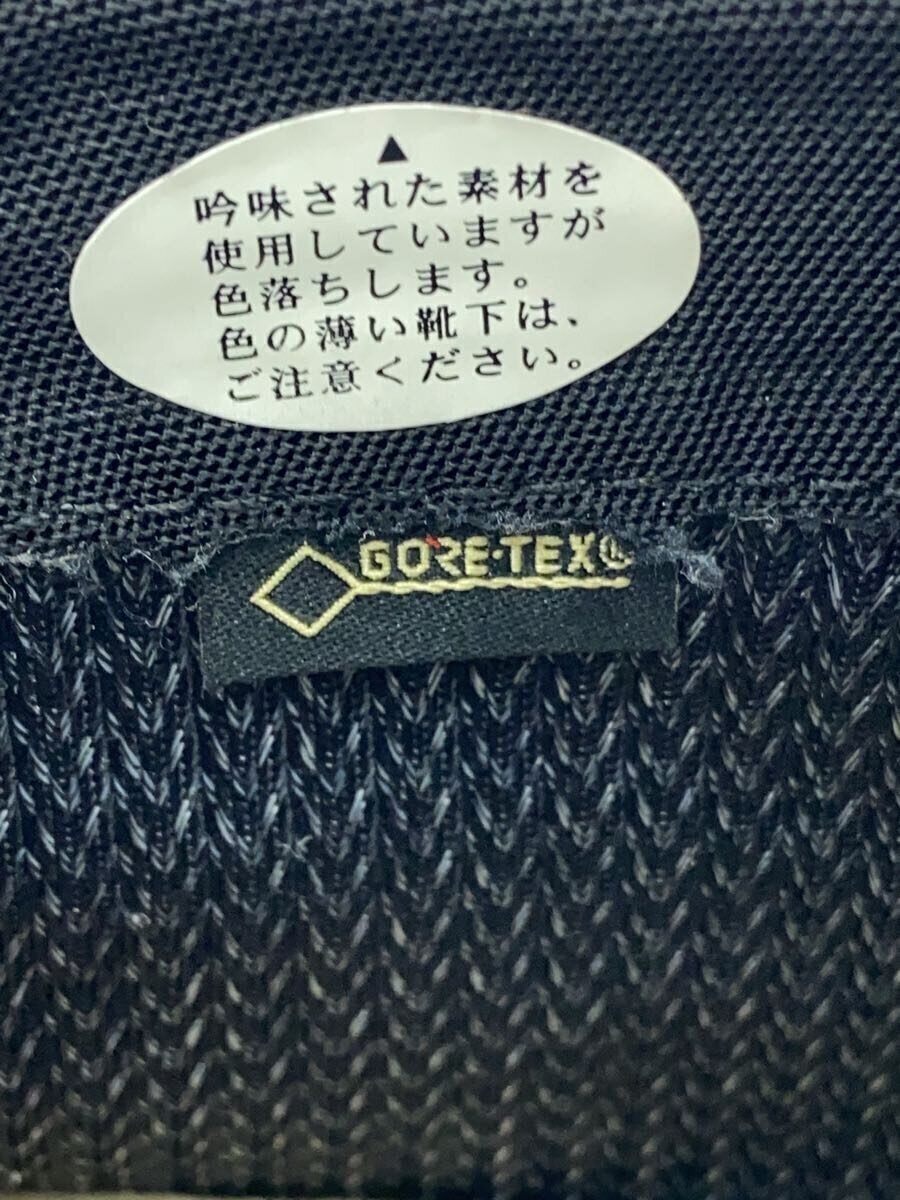 ▲
吟味された素材を
使用していますが
色落ちします。
色の薄い靴下は、
ご注意ください。
GORE-TEX®